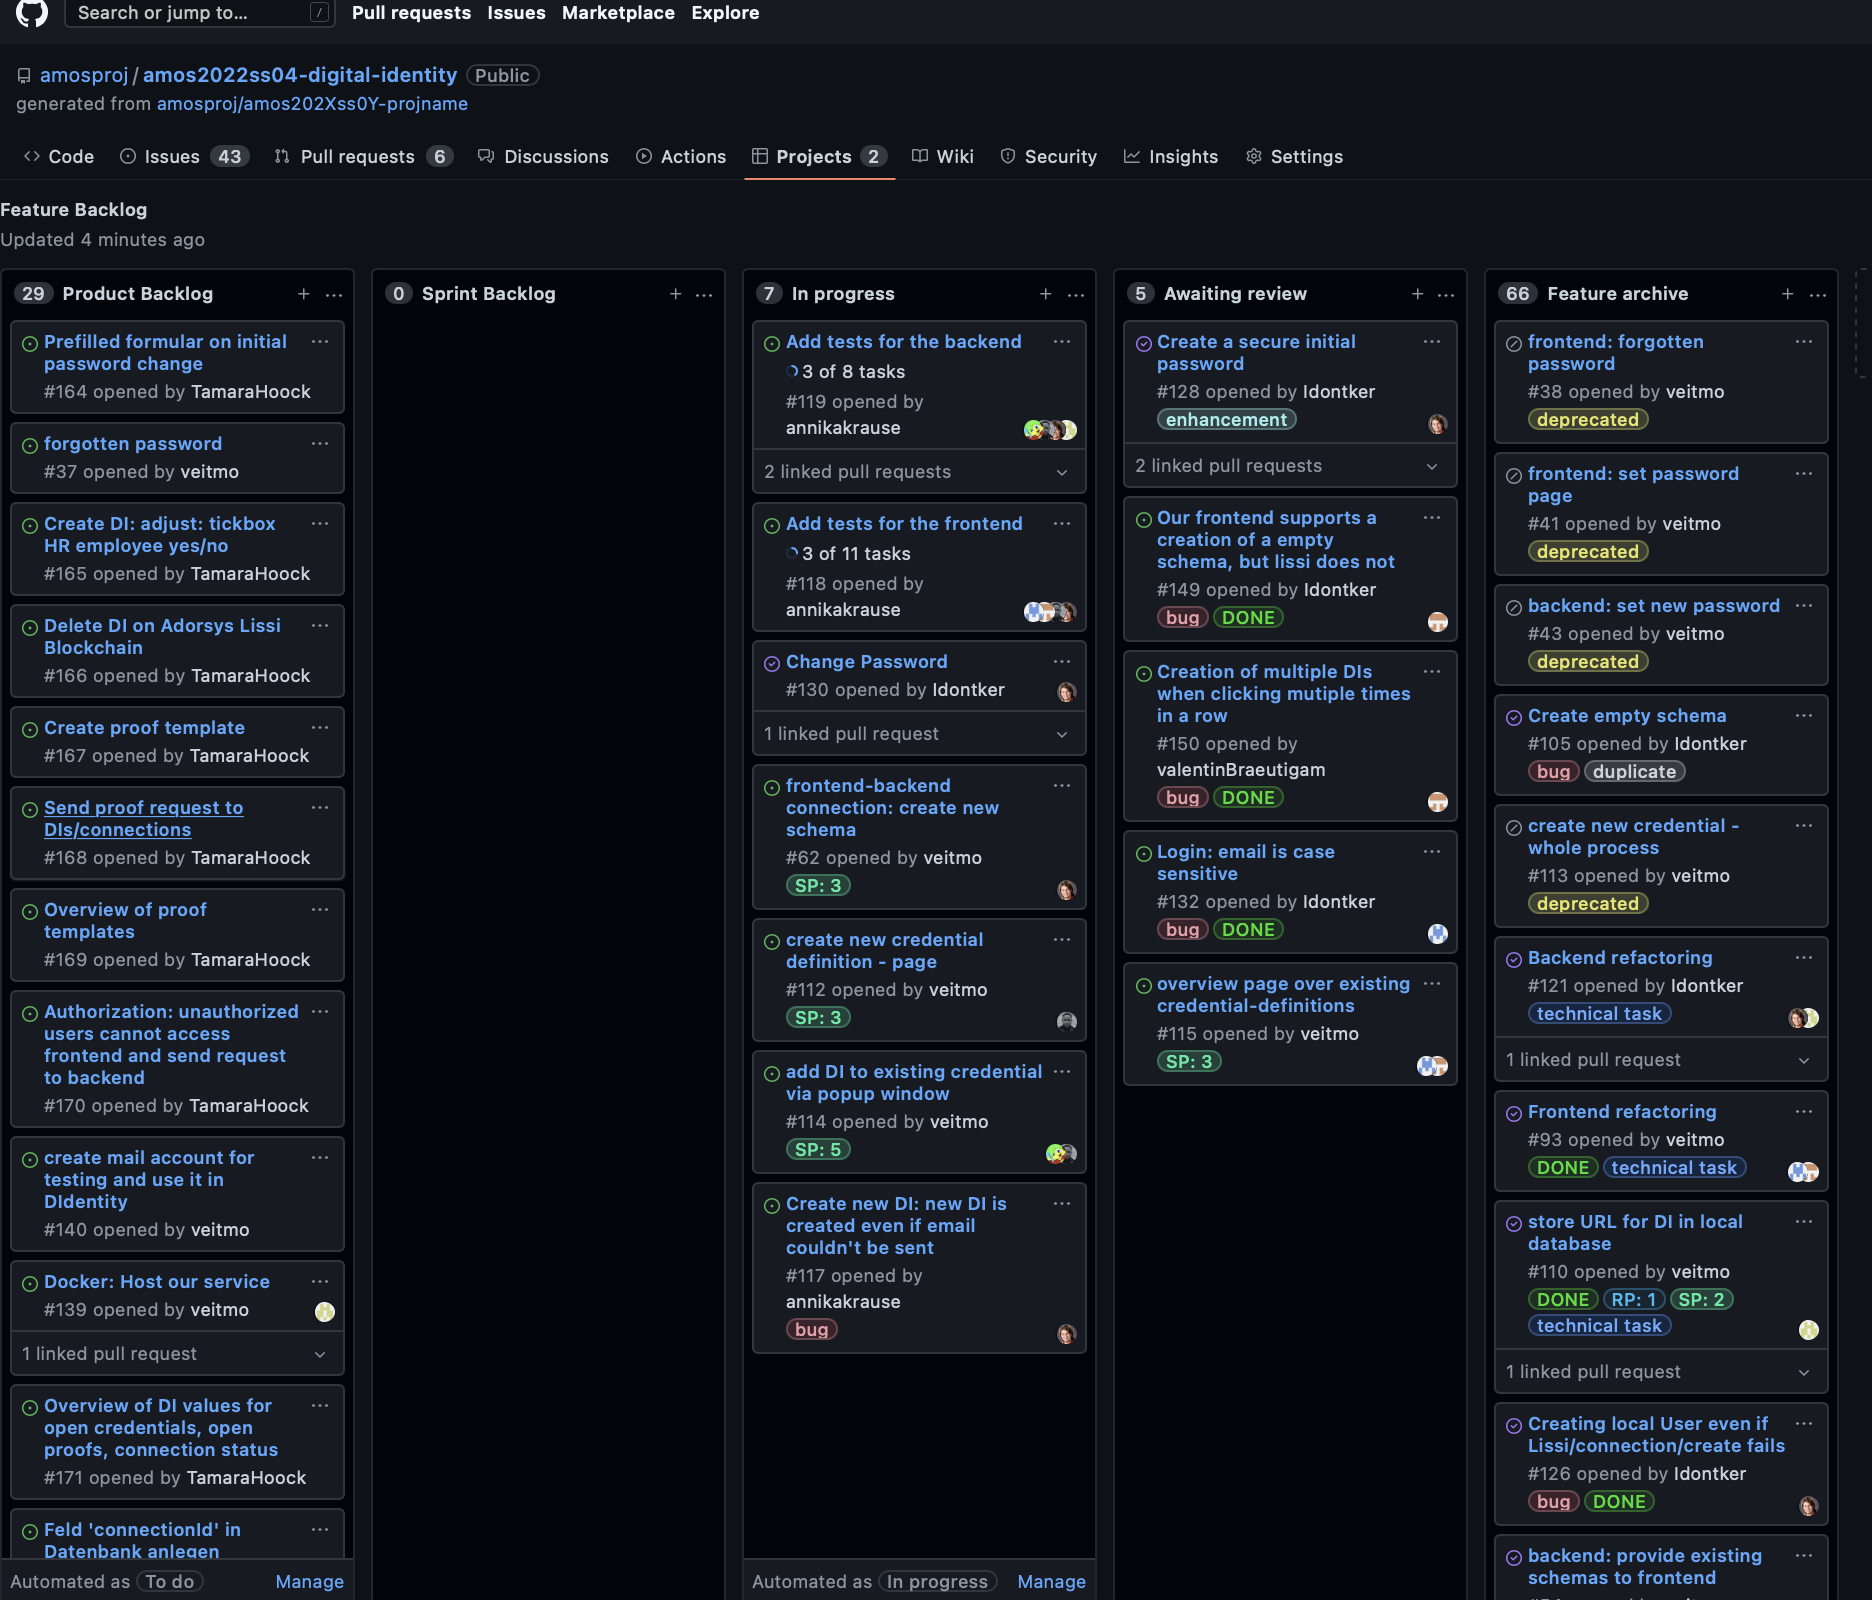 Search or jump to...
/
Pull requests Issues Marketplace Explore
amosproj / amos2022ss04-digital-identity Public
generated from amosproj/amos202Xss0Y-projname
Code Issues 43 Pull requests 6 Discussions Actions Projects 2 Wiki Security Insights Settings
Feature Backlog
Updated 4 minutes ago
29 Product Backlog
Prefilled formular on initial
password change
#164 opened by TamaraHoock
forgotten password
#37 opened by veitmo
Create DI: adjust: tickbox
HR employee yes/no
#165 opened by TamaraHoock
Delete DI on Adorsys Lissi
Blockchain
#166 opened by TamaraHoock
Create proof template
#167 opened by TamaraHoock
Send proof request to
DIs/connections
#168 opened by TamaraHoock
Overview of proof
templates
#169 opened by TamaraHoock
Authorization: unauthorized
users cannot access
frontend and send request
to backend
#170 opened by TamaraHoock
create mail account for
testing and use it in
DIdentity
#140 opened by veitmo
Docker: Host our service
#139 opened by veitmo
1 linked pull request
Overview of DI values for
open credentials, open
proofs, connection status
#171 opened by TamaraHoock
Feld 'connectionId' in
Datenbank anlegen
Automated as To do Manage
0 Sprint Backlog
7 In progress
Add tests for the backend
3 of 8 tasks
#119 opened by
annikakrause
2 linked pull requests
Add tests for the frontend
3 of 11 tasks
#118 opened by
annikakrause
Change Password
#130 opened by Idontker
1 linked pull request
frontend-backend
connection: create new
schema
#62 opened by veitmo
SP: 3
create new credential
definition - page
#112 opened by veitmo
SP: 3
add DI to existing credential
via popup window
#114 opened by veitmo
SP: 5
Create new DI: new DI is
created even if email
couldn't be sent
#117 opened by
annikakrause
bug
Automated as In progress Manage
5 Awaiting review
Create a secure initial
password
#128 opened by Idontker
enhancement
2 linked pull requests
Our frontend supports a
creation of a empty
schema, but lissi does not
#149 opened by Idontker
bug DONE
Creation of multiple DIs
when clicking mutiple times
in a row
#150 opened by
valentinBraeutigam
bug DONE
Login: email is case
sensitive
#132 opened by Idontker
bug DONE
overview page over existing
credential-definitions
#115 opened by veitmo
SP: 3
66 Feature archive
frontend: forgotten
password
#38 opened by veitmo
deprecated
frontend: set password
page
#41 opened by veitmo
deprecated
backend: set new password
#43 opened by veitmo
deprecated
Create empty schema
#105 opened by Idontker
bug duplicate
create new credential -
whole process
#113 opened by veitmo
deprecated
Backend refactoring
#121 opened by Idontker
technical task
1 linked pull request
Frontend refactoring
#93 opened by veitmo
DONE technical task
store URL for DI in local
database
#110 opened by veitmo
DONE RP: 1 SP: 2
technical task
1 linked pull request
Creating local User even if
Lissi/connection/create fails
#126 opened by Idontker
bug DONE
backend: provide existing
schemas to frontend